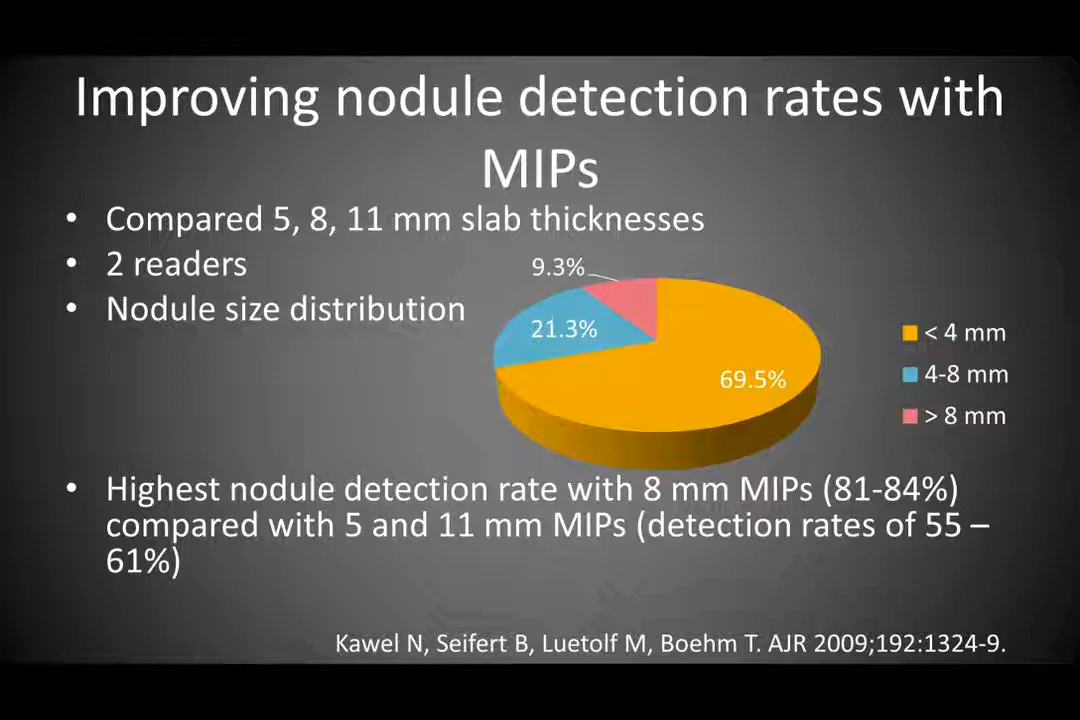 Improving nodule detection rates with
MIPs
• Compared 5, 8, 11 mm slab thicknesses
• 2 readers
• Nodule size distribution
9.3%
21.3%
69.5%
< 4 mm
4-8 mm
> 8 mm
• Highest nodule detection rate with 8 mm MIPs (81-84%)
compared with 5 and 11 mm MIPs (detection rates of 55 –
61%)
Kawel N, Seifert B, Luetolf M, Boehm T. AJR 2009;192:1324-9.